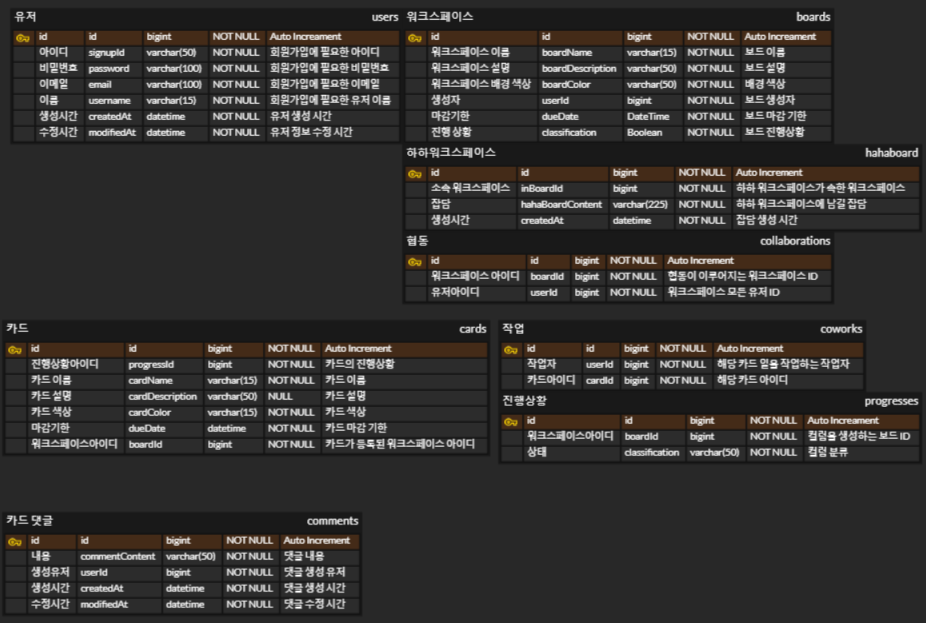 유저 users
id id bigint NOT NULL Auto Increament
아이디 signupId varchar(50) NOT NULL 회원가입에 필요한 아이디
비밀번호 password varchar(100) NOT NULL 회원가입에 필요한 비밀번호
이메일 email varchar(100) NOT NULL 회원가입에 필요한 이메일
이름 username varchar(15) NOT NULL 회원가입에 필요한 유저 이름
생성시간 createdAt datetime NOT NULL 유저 생성 시간
수정시간 modifiedAt datetime NOT NULL 유저 정보 수정 시간
워크스페이스 boards
id id bigint NOT NULL Auto Increment
워크스페이스 이름 boardName varchar(15) NOT NULL 보드 이름
워크스페이스 설명 boardDescription varchar(50) NOT NULL 보드 설명
워크스페이스 배경 색상 boardColor varchar(50) NOT NULL 배경 색상
생성자 userId bigint NOT NULL 보드 생성자
마감기한 dueDate DateTime NOT NULL 보드 마감 기한
진행 상황 classification Boolean NOT NULL 보드 진행상황
하하워크스페이스 hahaboard
id id bigint NOT NULL Auto Increment
소속 워크스페이스 inBoardId bigint NOT NULL 하하 워크스페이스가 속한 워크스페이스
잡담 hahaBoardContent varchar(225) NOT NULL 하하 워크스페이스에 남길 잡담
생성시간 createdAt datetime NOT NULL 잡담 생성 시간
협동 collaborations
id id bigint NOT NULL Auto Increment
워크스페이스 아이디 boardId bigint NOT NULL 협동이 이루어지는 워크스페이스 ID
유저아이디 userId bigint NOT NULL 워크스페이스 모든 유저 ID
카드 cards
id id bigint NOT NULL Auto Increment
진행상황아이디 progressId bigint NOT NULL 카드의 진행상황
카드 이름 cardName varchar(15) NOT NULL 카드 이름
카드 설명 cardDescription varchar(50) NULL 카드 설명
카드 색상 cardColor varchar(15) NOT NULL 카드 색상
마감기한 dueDate datetime NOT NULL 카드 마감 기한
워크스페이스아이디 boardId bigint NOT NULL 카드가 등록된 워크스페이스 아이디
작업 coworks
id id bigint NOT NULL Auto Increment
작업자 userId bigint NOT NULL 해당 카드 일을 작업하는 작업자
카드아이디 cardId bigint NOT NULL 해당 카드 아이디
진행상황 progresses
id id bigint NOT NULL Auto Increament
워크스페이스아이디 boardId bigint NOT NULL 컬럼을 생성하는 보드 ID
상태 classification varchar(50) NOT NULL 컬럼 분류
카드 댓글 comments
id id bigint NOT NULL Auto Increment
내용 commentContent varchar(50) NOT NULL 댓글 내용
생성유저 userId bigint NOT NULL 댓글 생성 유저
생성시간 createdAt datetime NOT NULL 댓글 생성 시간
수정시간 modifiedAt datetime NOT NULL 댓글 수정 시간